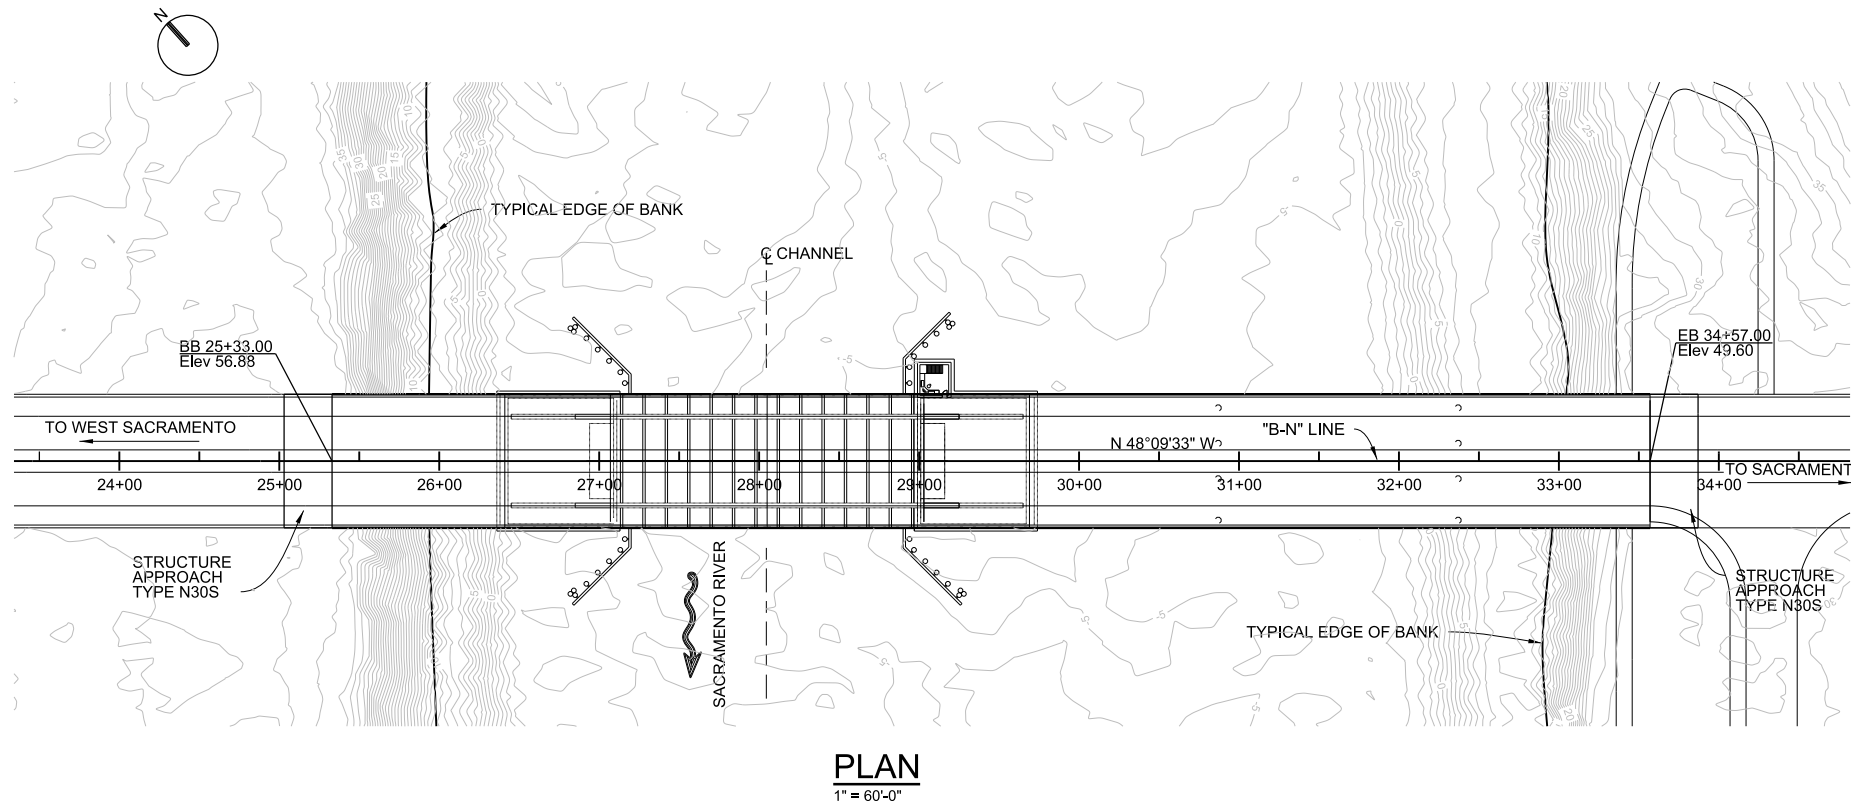 N
TYPICAL EDGE OF BANK
℄ CHANNEL
BB 25+33.00
Elev 56.88
EB 34+57.00
Elev 49.60
TO WEST SACRAMENTO
"B-N" LINE
N 48°09'33" W
TO SACRAMENT
24+00
25+00
26+00
27+00
28+00
29+00
30+00
31+00
32+00
33+00
34+00
STRUCTURE
APPROACH
TYPE N30S
SACRAMENTO RIVER
STRUCTURE
APPROACH
TYPE N30S
TYPICAL EDGE OF BANK
PLAN
1" = 60'-0"